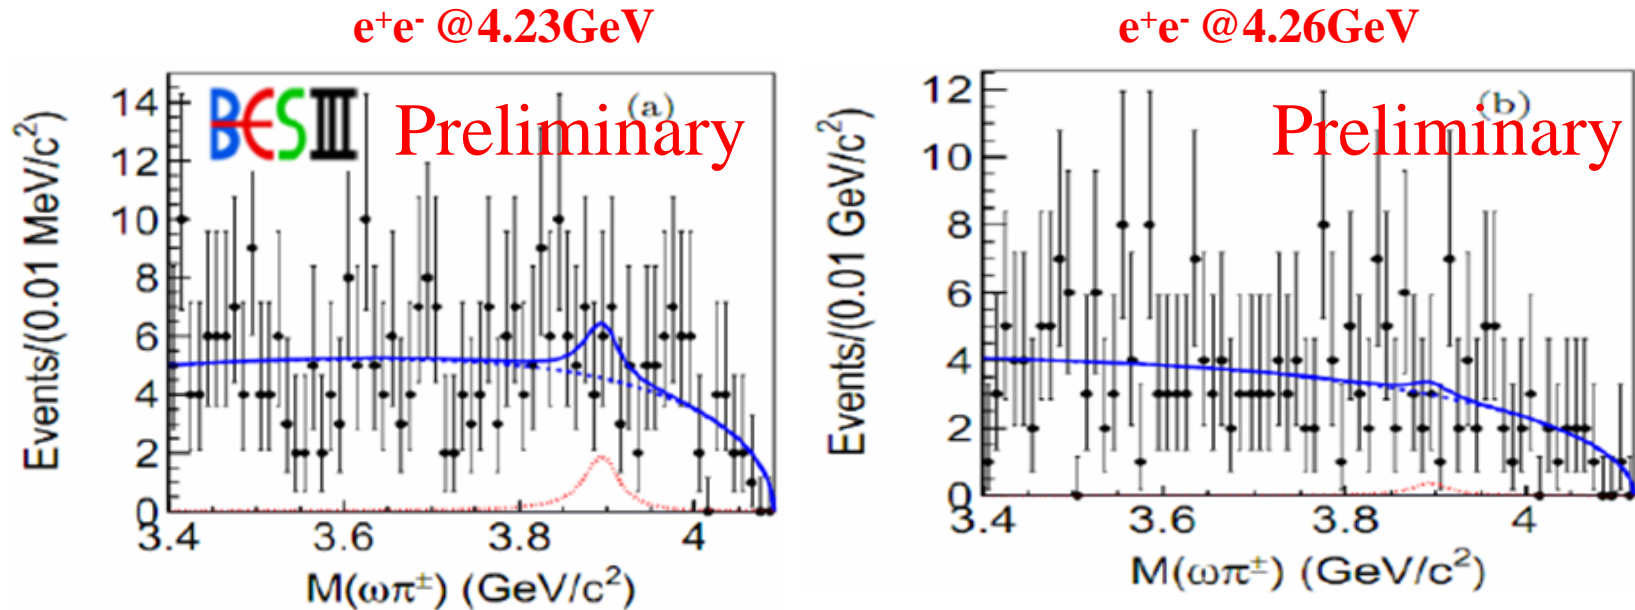 e⁺e⁻ @4.23GeV
e⁺e⁻ @4.26GeV
BESIII
Preliminary
(a)
Events/(0.01 MeV/c²)
14
12
10
8
6
4
2
0
3.4 3.6 3.8 4
M(ωπ±) (GeV/c²)
Preliminary
(b)
Events/(0.01 GeV/c²)
12
10
8
6
4
2
0
3.4 3.6 3.8 4
M(ωπ±) (GeV/c²)